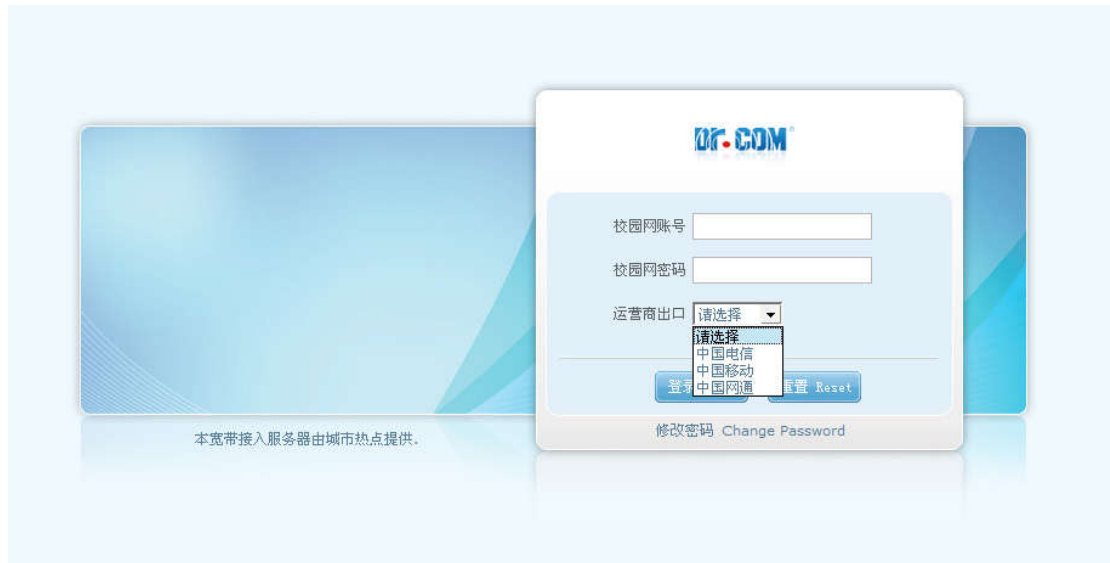 Dr.COM
校园网账号
校园网密码
运营商出口 请选择
请选择
中国电信
中国移动
中国网通
登 重置 Reset
修改密码 Change Password
本宽带接入服务器由城市热点提供.